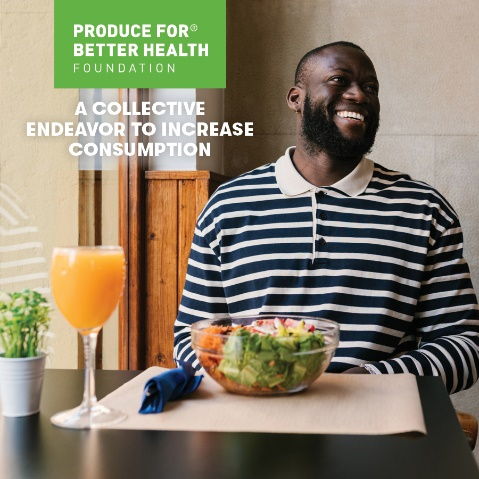 PRODUCE FOR®
BETTER HEALTH
FOUNDATION
A COLLECTIVE
ENDEAVOR TO INCREASE
CONSUMPTION